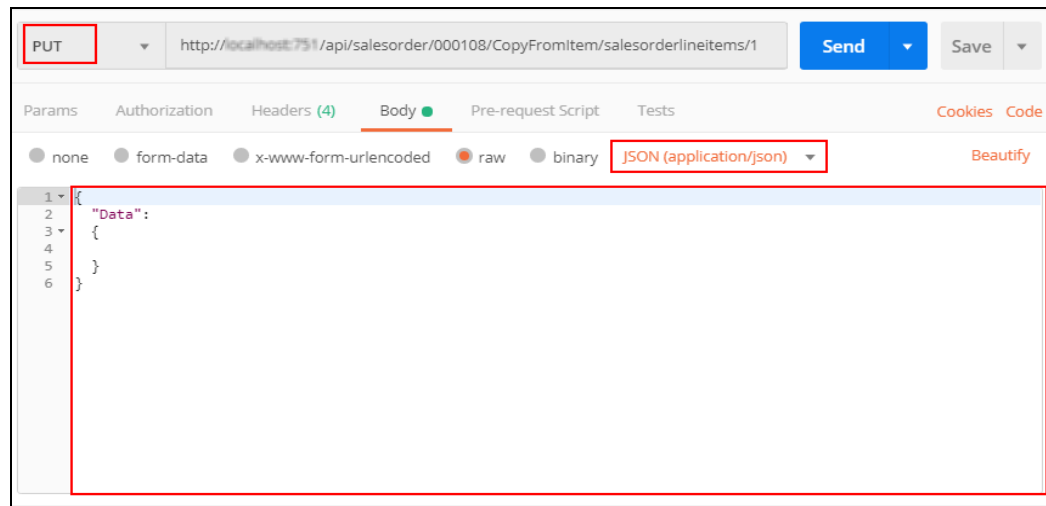 PUT http:// /api/salesorder/000108/CopyFromItem/salesorderlineitems/1 Send Save
Params Authorization Headers (4) Body Pre-request Script Tests Cookies Code
none form-data x-www-form-urlencoded raw binary JSON (application/json) Beautify
1 {
2 "Data":
3 {
4
5 }
6 }